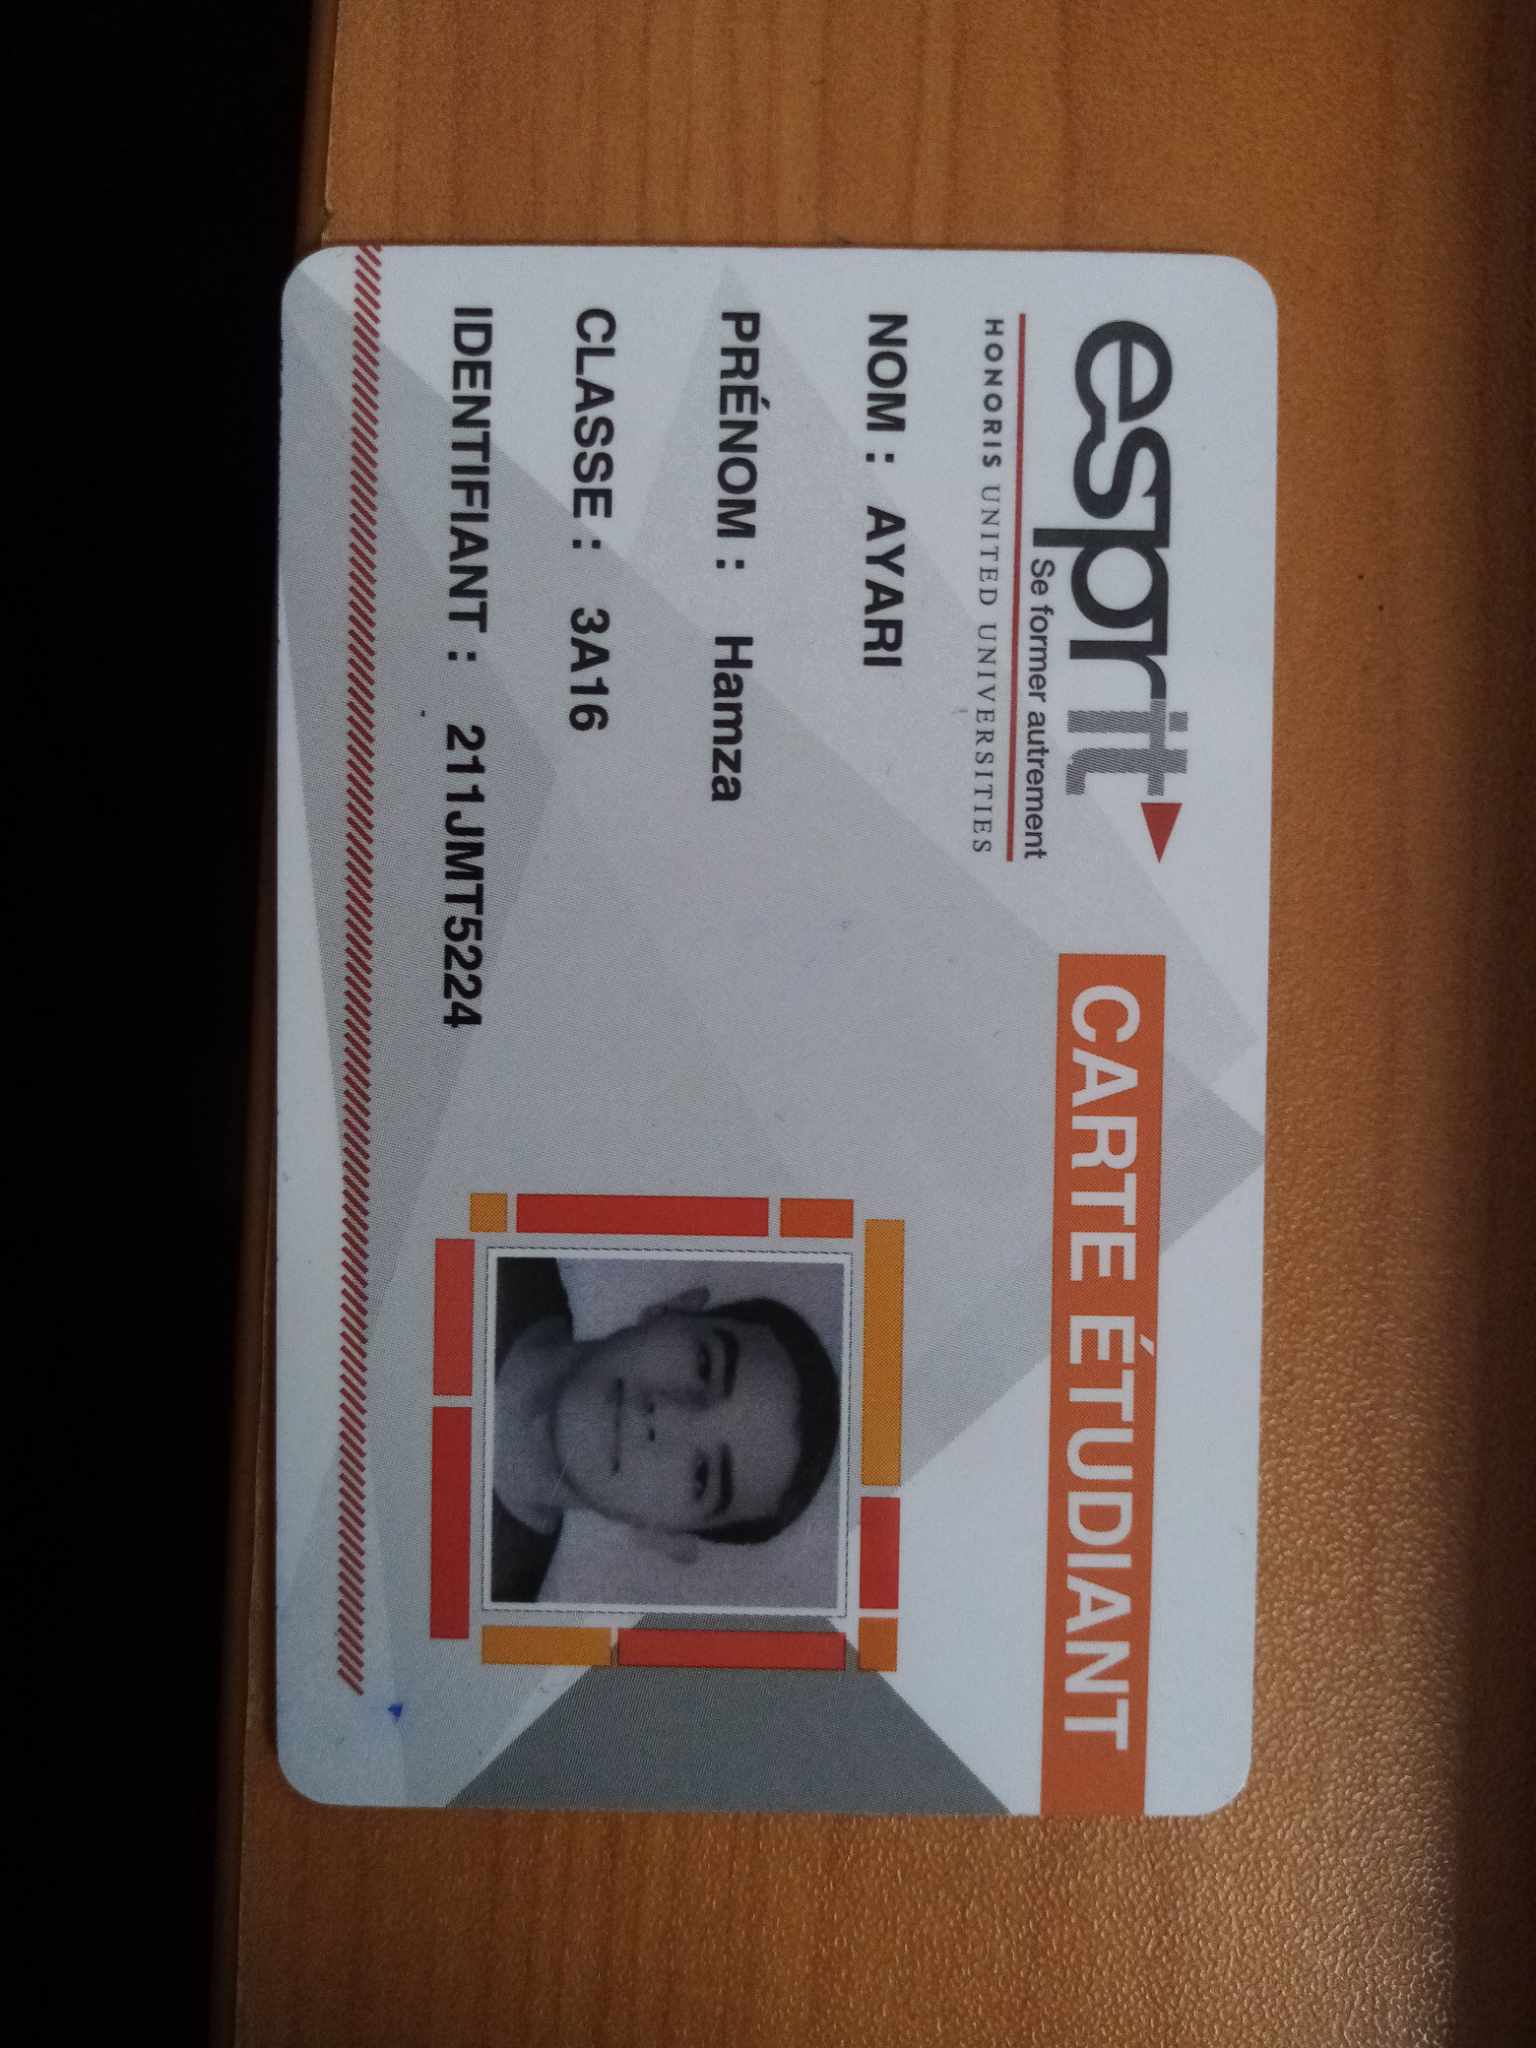 esprit
Se former autrement
HONORIS UNITED UNIVERSITIES
CARTE ÉTUDIANT
NOM : AYARI
PRÉNOM : Hamza
CLASSE : 3A16
IDENTIFIANT : 211JMT5224